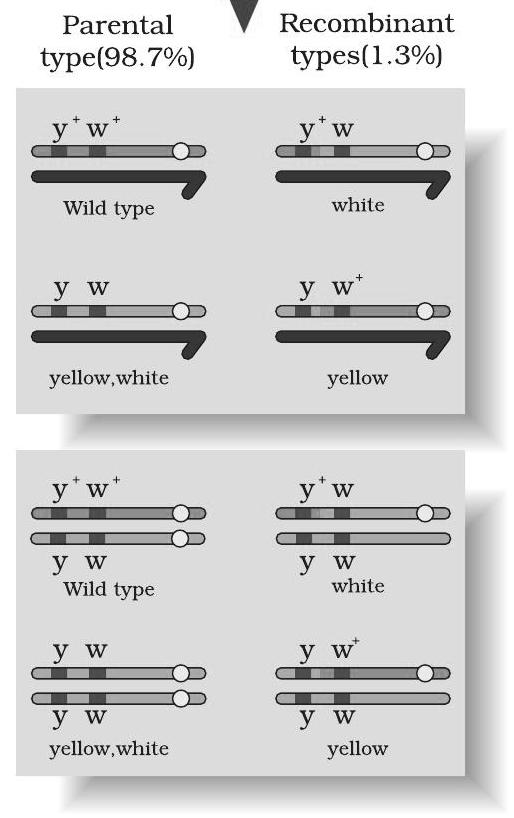 Parental
type(98.7%)
Recombinant
types(1.3%)
y⁺ w⁺
y⁺ w
Wild type
white
y w
y w⁺
yellow,white
yellow
y⁺ w⁺
y⁺ w
y w
y w
Wild type
white
y w
y w⁺
y w
y w
yellow,white
yellow